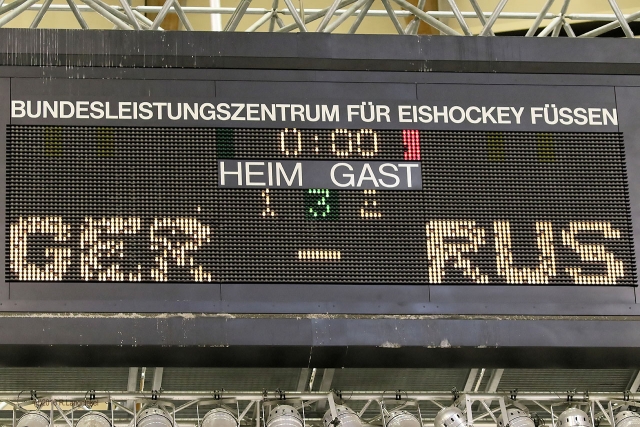 BUNDESLEISTUNGSZENTRUM FÜR EISHOCKEY FÜSSEN
0:00
HEIM GAST
1 3 2
GER - RUS